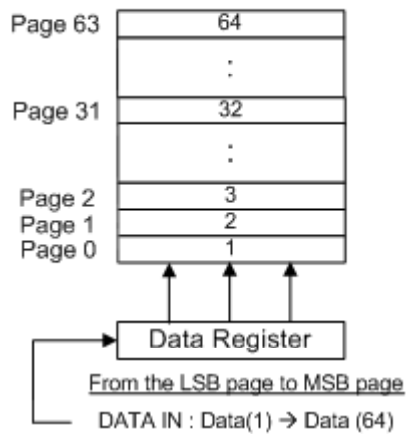 Page 63 64
:
Page 31 32
:
Page 2 3
Page 1 2
Page 0 1
Data Register
From the LSB page to MSB page
DATA IN : Data(1) → Data (64)